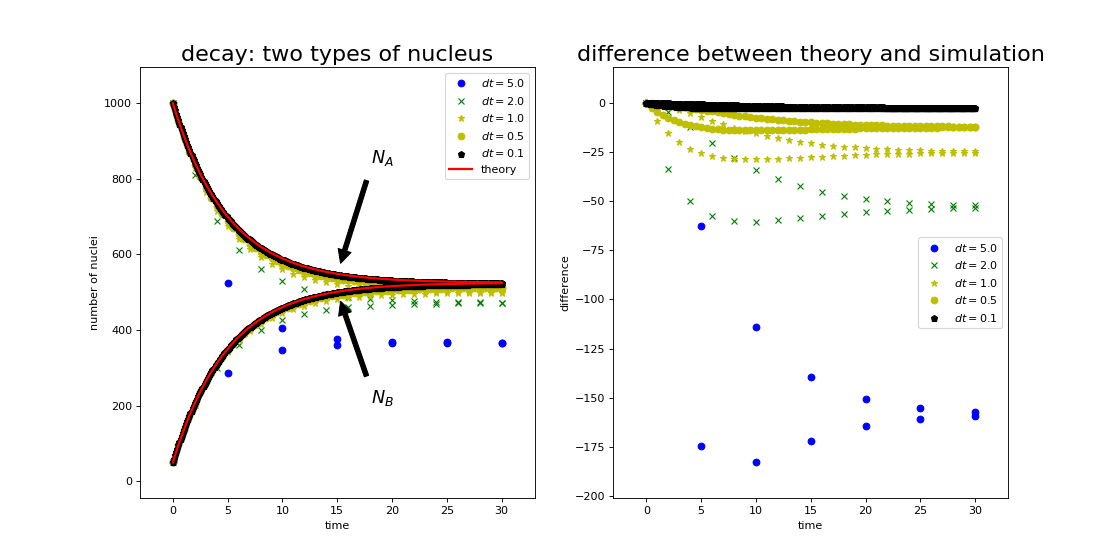 decay: two types of nucleus
number of nuclei
1000
800
600
400
200
0
dt = 5.0
dt = 2.0
dt = 1.0
dt = 0.5
dt = 0.1
theory
N_A
N_B
0 5 10 15 20 25 30
time
difference between theory and simulation
difference
0
−25
−50
−75
−100
−125
−150
−175
−200
dt = 5.0
dt = 2.0
dt = 1.0
dt = 0.5
dt = 0.1
0 5 10 15 20 25 30
time